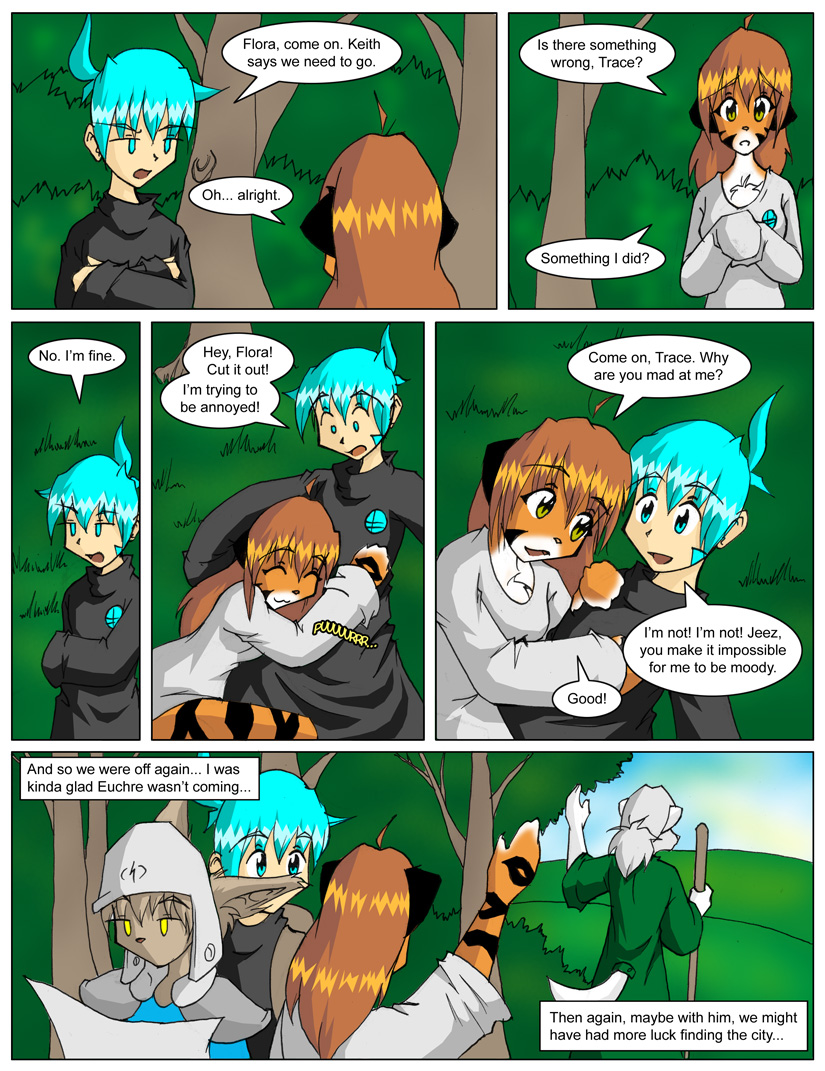 Flora, come on. Keith
says we need to go.
Oh... alright.
Is there something
wrong, Trace?
Something I did?
No. I'm fine.
Hey, Flora!
Cut it out!
I'm trying to
be annoyed!
PUUUUURRR...
Come on, Trace. Why
are you mad at me?
I'm not! I'm not! Jeez,
you make it impossible
for me to be moody.
Good!
And so we were off again... I was
kinda glad Euchre wasn't coming...
Then again, maybe with him, we might
have had more luck finding the city...